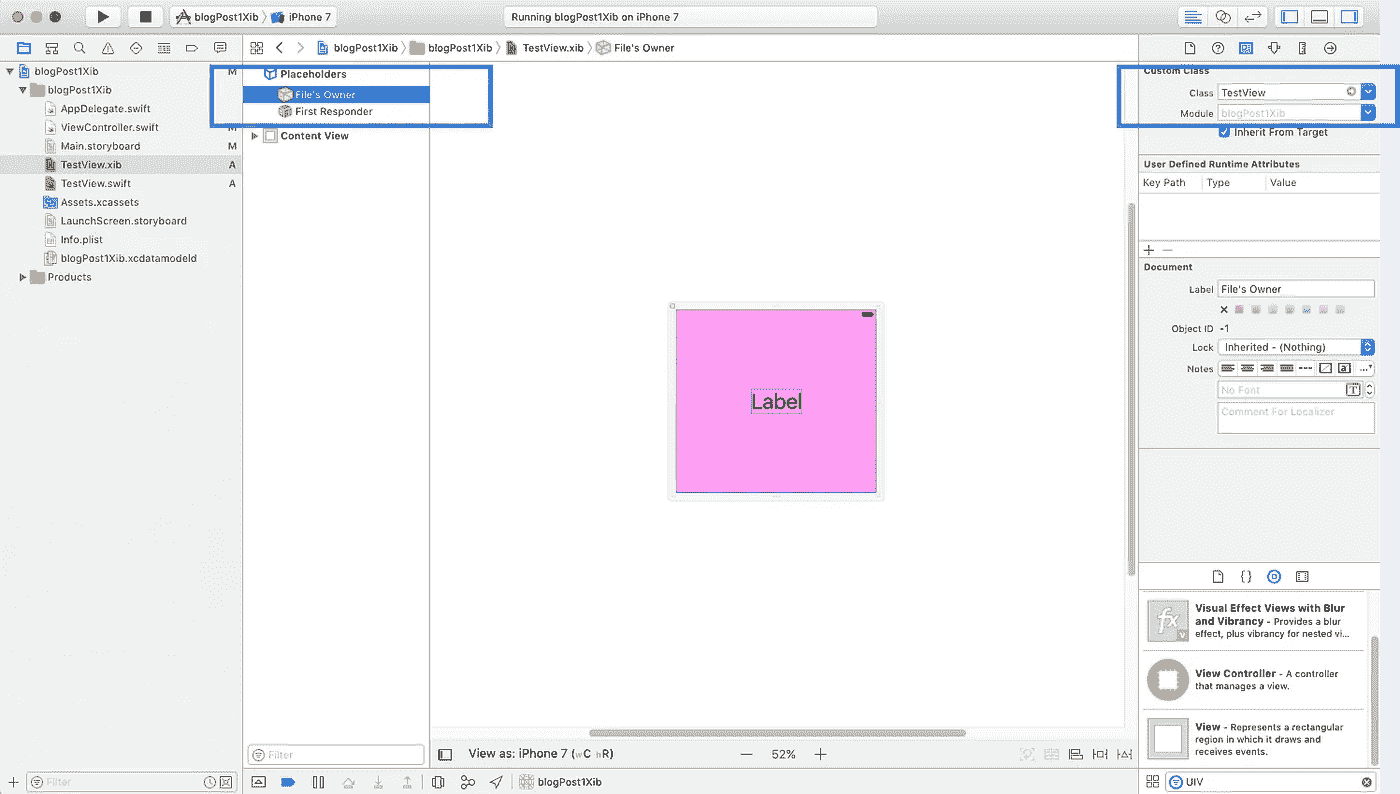 blogPost1Xib iPhone 7
Running blogPost1Xib on iPhone 7
blogPost1Xib blogPost1Xib TestView.xib File's Owner
blogPost1Xib M
blogPost1Xib
AppDelegate.swift
ViewController.swift M
Main.storyboard M
TestView.xib A
TestView.swift A
Assets.xcassets
LaunchScreen.storyboard
Info.plist
blogPost1Xib.xcdatamodeld
Products
Filter
Placeholders
File's Owner
First Responder
Content View
Filter
Label
View as: iPhone 7 (wC hR)
52%
blogPost1Xib
Custom Class
Class TestView
Module blogPost1Xib
Inherit From Target
User Defined Runtime Attributes
Key Path Type Value
Document
Label File's Owner
Object ID -1
Lock Inherited - (Nothing)
Notes
No Font
Comment For Localizer
Visual Effect Views with Blur
and Vibrancy - Provides a blur
effect, plus vibrancy for nested vi...
View Controller - A controller
that manages a view.
View - Represents a rectangular
region in which it draws and
receives events.
UIV